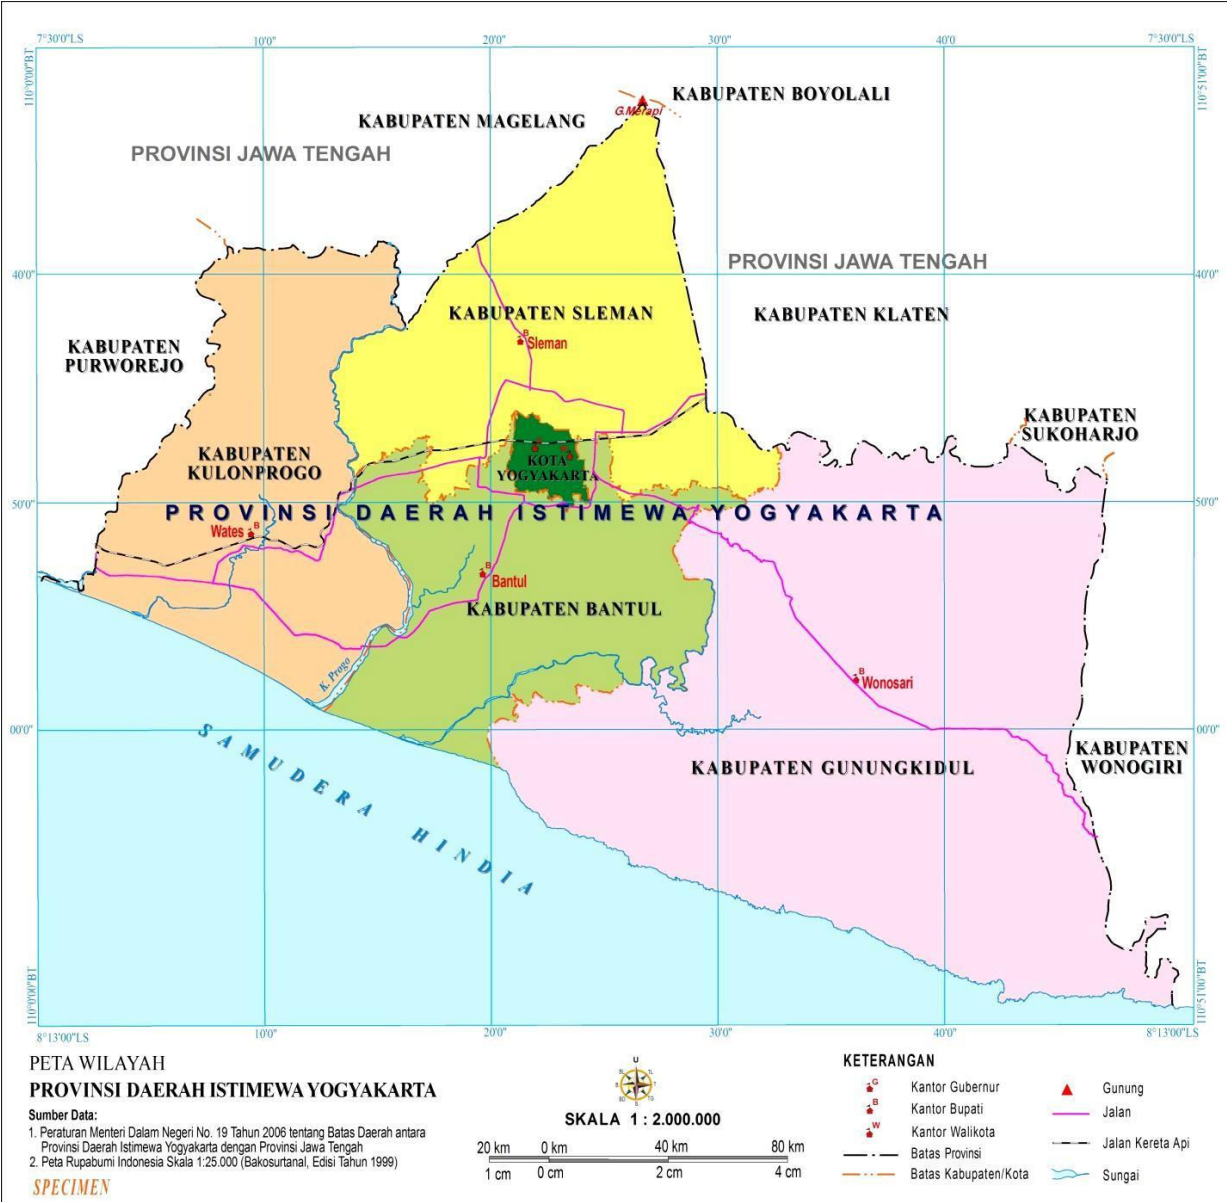 7°30'0"LS
10'0"
20'0"
30'0"
40'0"
7°30'0"LS
110°0'00"BT
110°51'00"BT
G.Merapi
KABUPATEN BOYOLALI
KABUPATEN MAGELANG
PROVINSI JAWA TENGAH
PROVINSI JAWA TENGAH
40'0"
40'0"
KABUPATEN SLEMAN
KABUPATEN KLATEN
B
Sleman
KABUPATEN
PURWOREJO
KABUPATEN
SUKOHARJO
KABUPATEN
KULONPROGO
KOTA
YOGYAKARTA
50'0"
50'0"
PROVINSI DAERAH ISTIMEWA YOGYAKARTA
B
Wates
B
Bantul
KABUPATEN BANTUL
K. Progo
B
Wonosari
00'0"
00'0"
SAMUDERA HINDIA
KABUPATEN GUNUNGKIDUL
KABUPATEN
WONOGIRI
110°0'00"BT
110°51'00"BT
8°13'00"LS
10'0"
20'0"
30'0"
40'0"
8°13'00"LS
PETA WILAYAH
PROVINSI DAERAH ISTIMEWA YOGYAKARTA
Sumber Data:
1. Peraturan Menteri Dalam Negeri No. 19 Tahun 2006 tentang Batas Daerah antara
Provinsi Daerah Istimewa Yogyakarta dengan Provinsi Jawa Tengah
2. Peta Rupabumi Indonesia Skala 1:25.000 (Bakosurtanal, Edisi Tahun 1999)
SPECIMEN
U
SKALA 1 : 2.000.000
20 km 0 km 40 km 80 km
1 cm 0 cm 2 cm 4 cm
KETERANGAN
G Kantor Gubernur
B Kantor Bupati
W Kantor Walikota
Batas Provinsi
Batas Kabupaten/Kota
Gunung
Jalan
Jalan Kereta Api
Sungai